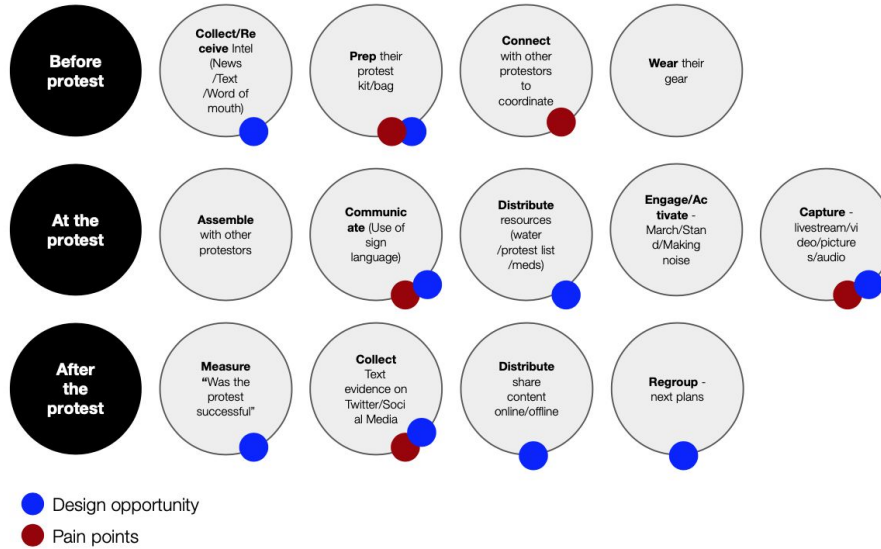 Before
protest
Collect/Re
ceive Intel
(News
/Text
/Word of
mouth)
Prep their
protest
kit/bag
Connect
with other
protestors
to
coordinate
Wear their
gear
At the
protest
Assemble
with other
protestors
Communic
ate (Use of
sign
language)
Distribute
resources
(water
/protest list
/meds)
Engage/Ac
tivate -
March/Stan
d/Making
noise
Capture -
livestream/vi
deo/picture
s/audio
After
the
protest
Measure
“Was the
protest
successful”
Collect
Text
evidence on
Twitter/Soci
al Media
Distribute
share
content
online/offline
Regroup -
next plans
Design opportunity
Pain points